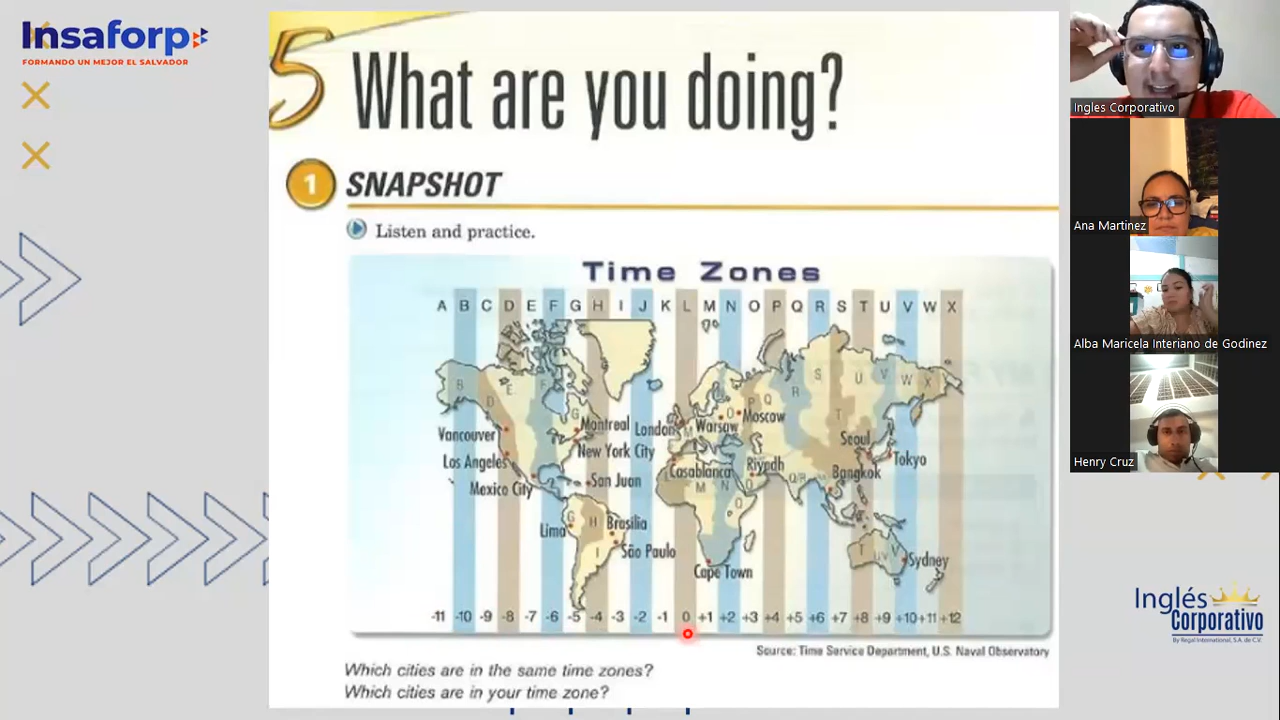 Insaforp
FORMANDO UN MEJOR EL SALVADOR
5 What are you doing?
1 SNAPSHOT
Listen and practice.
Time Zones
A B C D E F G H I J K L M N O P Q R S T U V W X
B D E F G
M O P Q R S T U V W X
Vancouver
Montreal
London
Warsaw
Moscow
Seoul
Los Angeles
New York City
Casablanca
Riyadh
Bangkok
Tokyo
Mexico City
San Juan
Lima
Brasilia
São Paulo
Cape Town
Sydney
-11 -10 -9 -8 -7 -6 -5 -4 -3 -2 -1 0 +1 +2 +3 +4 +5 +6 +7 +8 +9 +10 +11 +12
Source: Time Service Department, U.S. Naval Observatory
Which cities are in the same time zones?
Which cities are in your time zone?
Ingles Corporativo
Ana Martinez
Alba Maricela Interiano de Godinez
Henry Cruz
Inglés
Corporativo
By Regal International, S.A. de C.V.